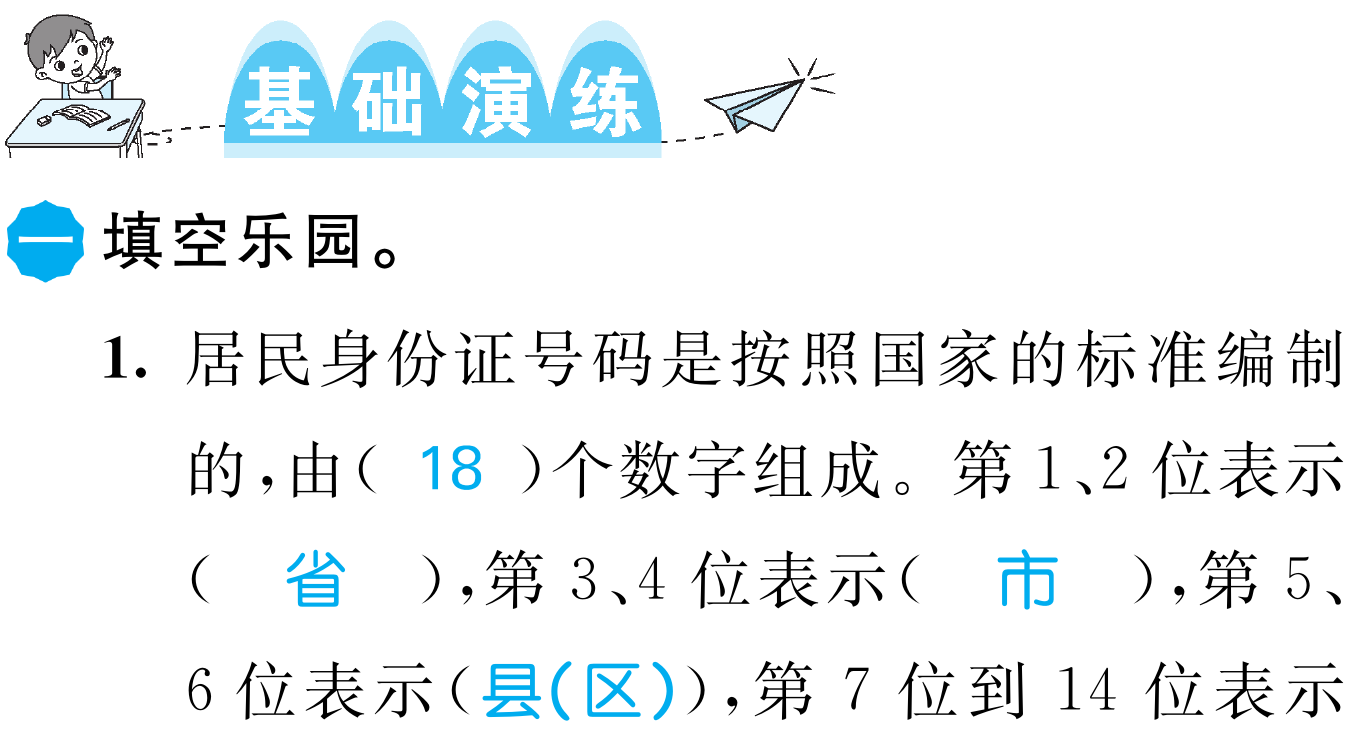 基础演练
一 填空乐园。
1. 居民身份证号码是按照国家的标准编制
的,由( 18 )个数字组成。第1、2位表示
( 省 ),第3、4位表示( 市 ),第5、
6位表示(县(区)),第7位到14位表示